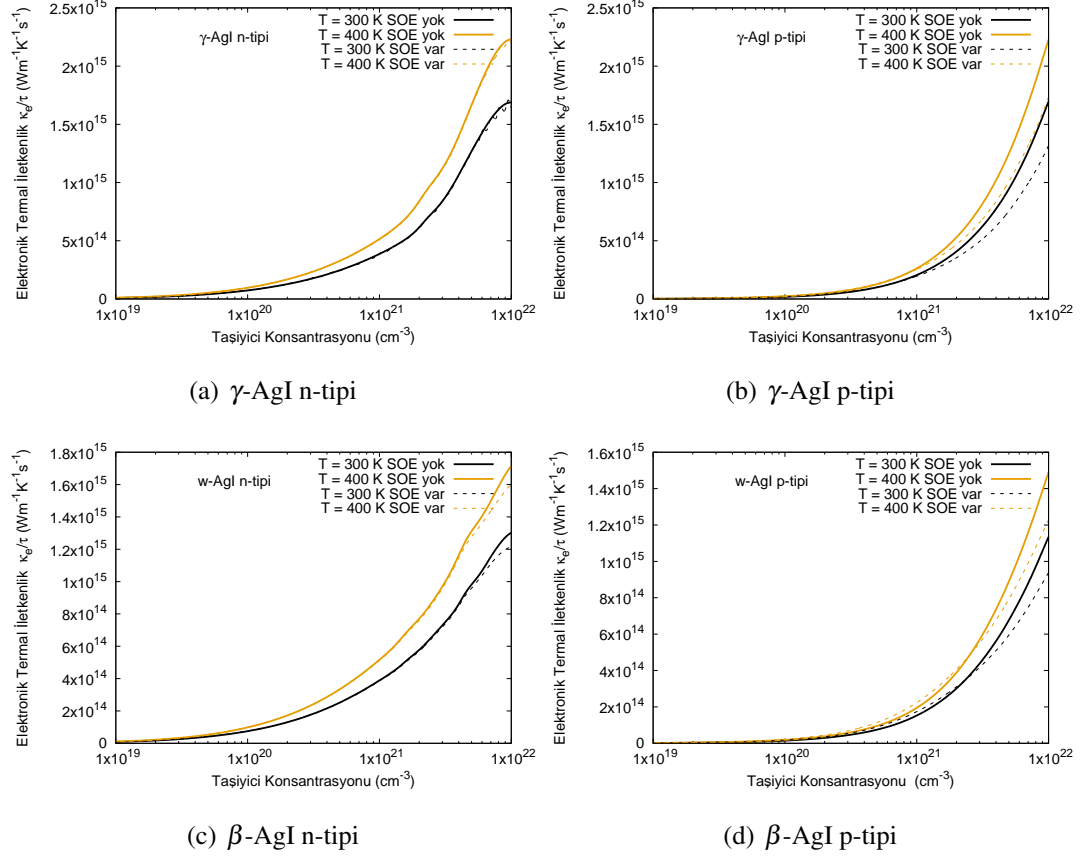 Elektronik Termal İletkenlik κe/τ (Wm-1K-1s-1)
2.5x10^15
2x10^15
1.5x10^15
1x10^15
5x10^14
0
γ-AgI n-tipi
T = 300 K SOE yok
T = 400 K SOE yok
T = 300 K SOE var
T = 400 K SOE var
1x10^19
1x10^20
1x10^21
1x10^22
Taşiyici Konsantrasyonu (cm-3)
(a) γ-AgI n-tipi
Elektronik Termal İletkenlik κe/τ (Wm-1K-1s-1)
2.5x10^15
2x10^15
1.5x10^15
1x10^15
5x10^14
0
γ-AgI p-tipi
T = 300 K SOE yok
T = 400 K SOE yok
T = 300 K SOE var
T = 400 K SOE var
1x10^19
1x10^20
1x10^21
1x10^22
Taşiyici Konsantrasyonu (cm-3)
(b) γ-AgI p-tipi
Elektronik Termal İletkenlik κe/τ (Wm-1K-1s-1)
1.8x10^15
1.6x10^15
1.4x10^15
1.2x10^15
1x10^15
8x10^14
6x10^14
4x10^14
2x10^14
0
w-AgI n-tipi
T = 300 K SOE yok
T = 400 K SOE yok
T = 300 K SOE var
T = 400 K SOE var
1x10^19
1x10^20
1x10^21
1x10^22
Taşiyici Konsantrasyonu (cm-3)
(c) β-AgI n-tipi
Elektronik Termal İletkenlik κe/τ (Wm-1K-1s-1)
1.8x10^15
1.6x10^15
1.4x10^15
1.2x10^15
1x10^15
8x10^14
6x10^14
4x10^14
2x10^14
0
w-AgI p-tipi
T = 300 K SOE yok
T = 400 K SOE yok
T = 300 K SOE var
T = 400 K SOE var
1x10^19
1x10^20
1x10^21
1x10^22
Taşiyici Konsantrasyonu (cm-3)
(d) β-AgI p-tipi